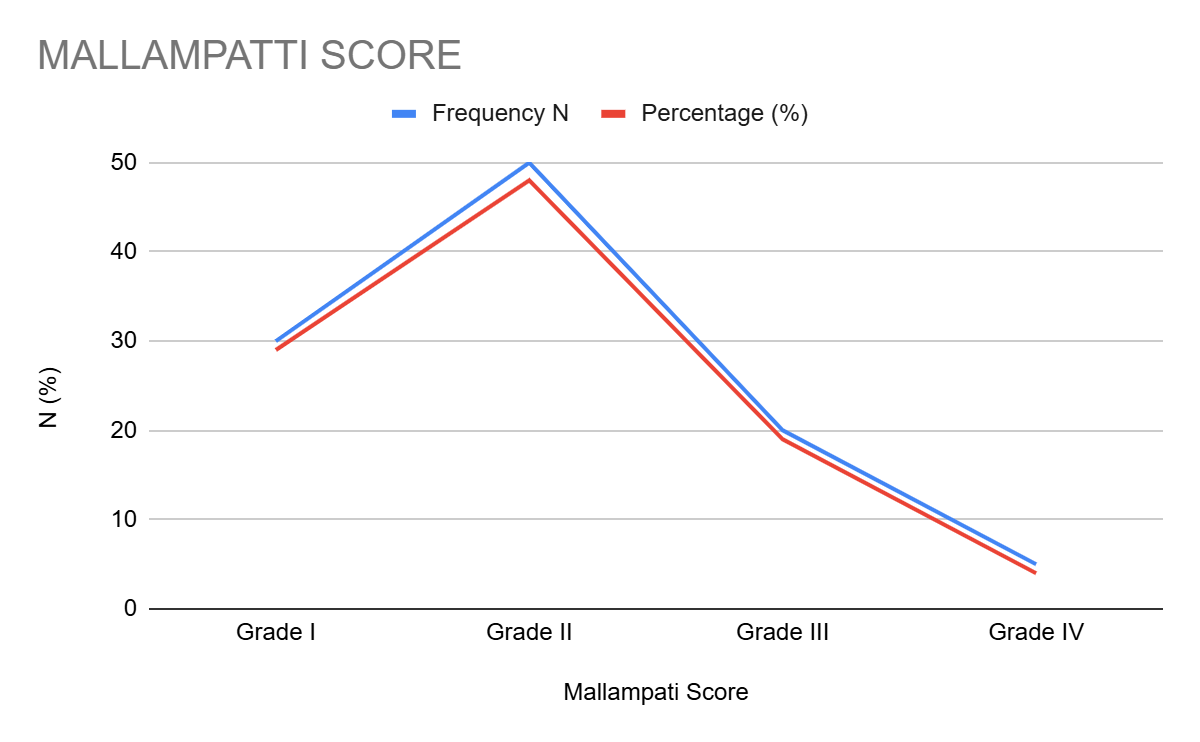 MALLAMPATTI SCORE
Frequency N
Percentage (%)
50
40
30
20
10
0
N (%)
Grade I
Grade II
Grade III
Grade IV
Mallampati Score